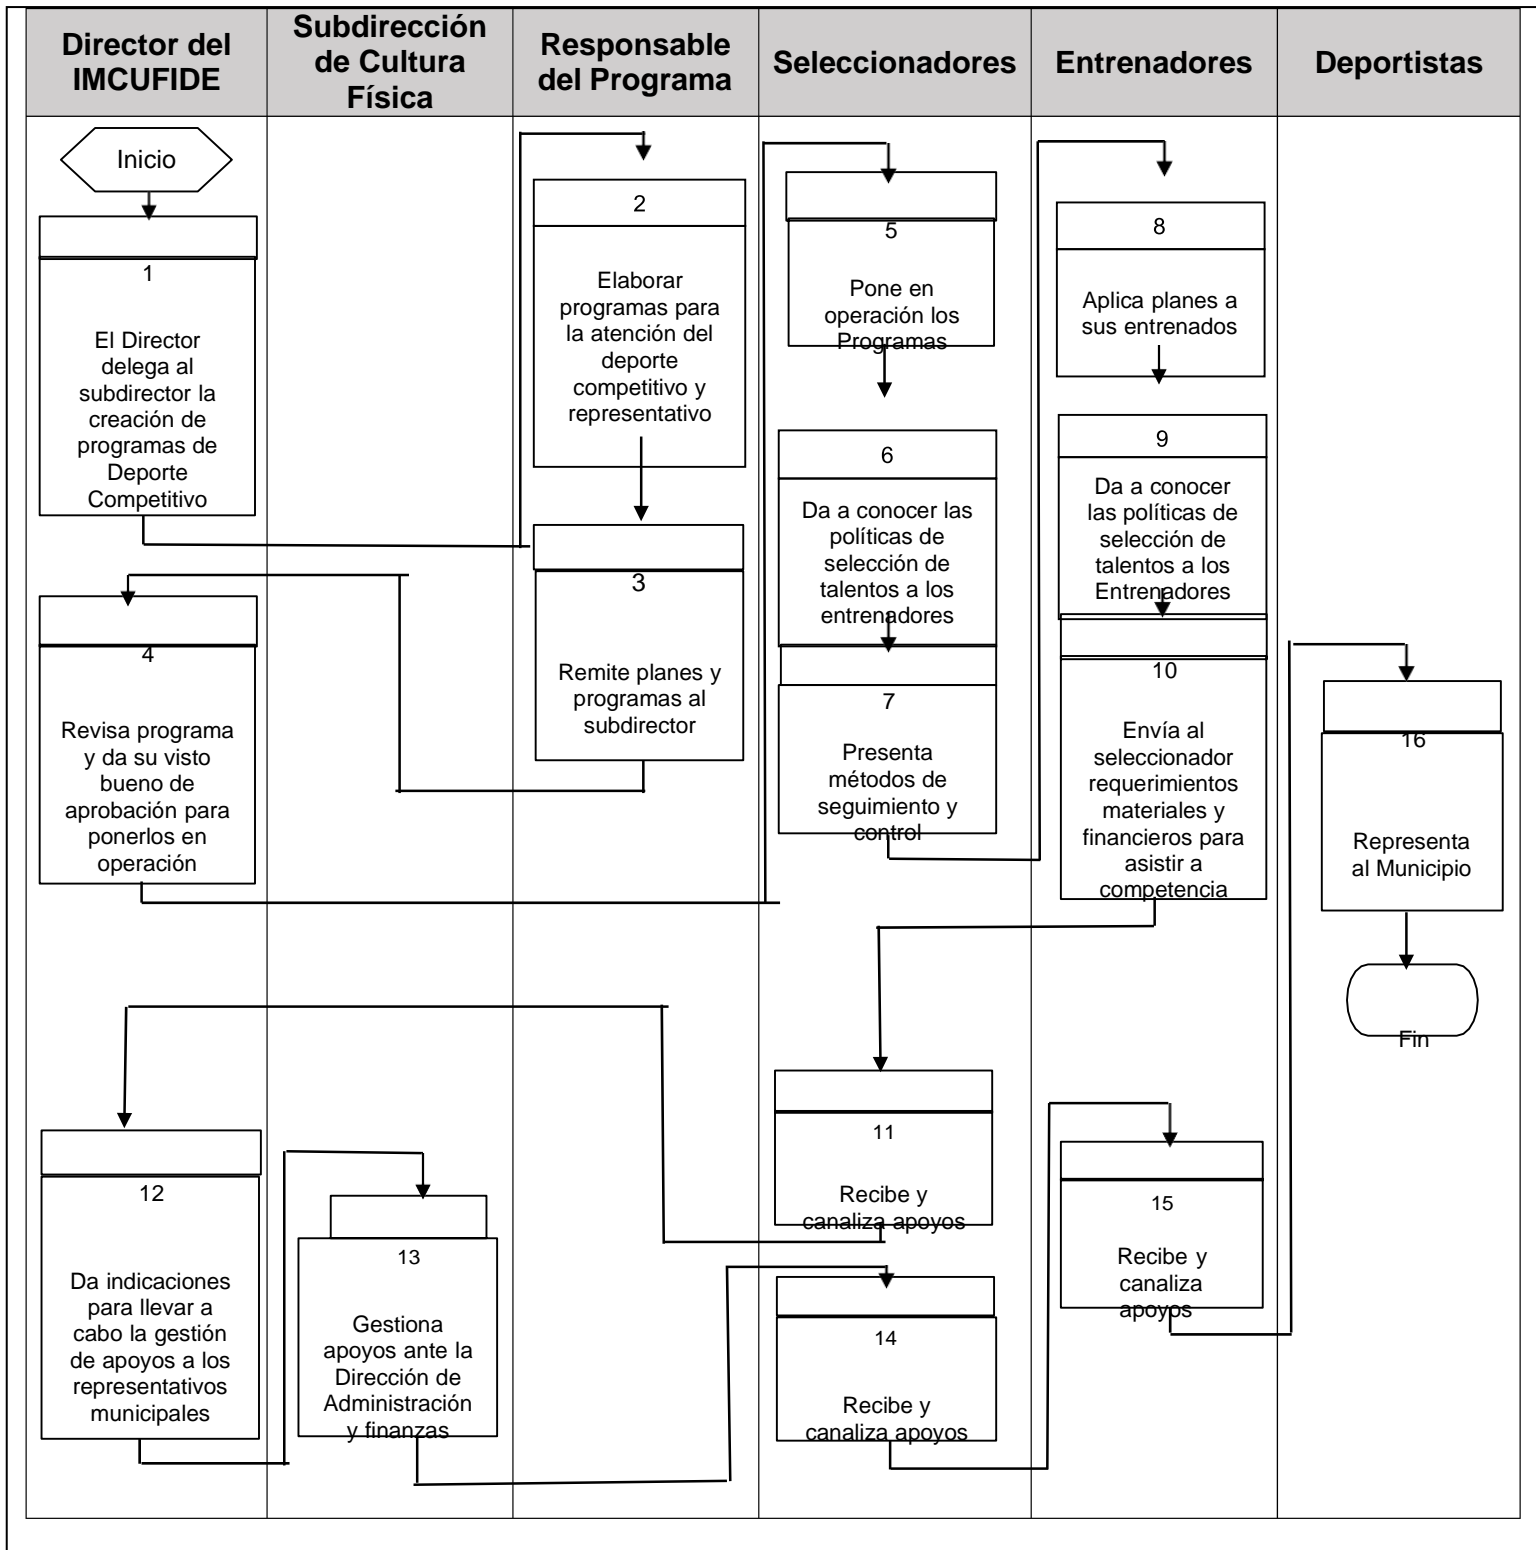 Director del
IMCUFIDE
Subdirección
de Cultura
Física
Responsable
del Programa
Seleccionadores
Entrenadores
Deportistas
Inicio
1
El Director
delega al
subdirector la
creación de
programas de
Deporte
Competitivo
2
Elaborar
programas para
la atención del
deporte
competitivo y
representativo
3
Remite planes y
programas al
subdirector
4
Revisa programa
y da su visto
bueno de
aprobación para
ponerlos en
operación
5
Pone en
operación los
Programas
6
Da a conocer las
políticas de
selección de
talentos a los
entrenadores
7
Presenta
métodos de
seguimiento y
control
8
Aplica planes a
sus entrenados
9
Da a conocer
las políticas de
selección de
talentos a los
Entrenadores
10
Envía al
seleccionador
requerimientos
materiales y
financieros para
asistir a
competencia
11
Recibe y
canaliza apoyos
12
Da indicaciones
para llevar a
cabo la gestión
de apoyos a los
representativos
municipales
13
Gestiona
apoyos ante la
Dirección de
Administración
y finanzas
14
Recibe y
canaliza apoyos
15
Recibe y
canaliza
apoyos
16
Representa
al Municipio
Fin